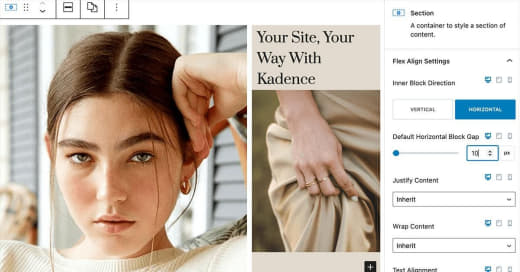 Your Site, Your
Way With
Kadence
Section
A container to style a section of
content.
Flex Align Settings
Inner Block Direction
VERTICAL
HORIZONTAL
Default Horizontal Block Gap
10
px
Justify Content
Inherit
Wrap Content
Inherit
Text Alignment